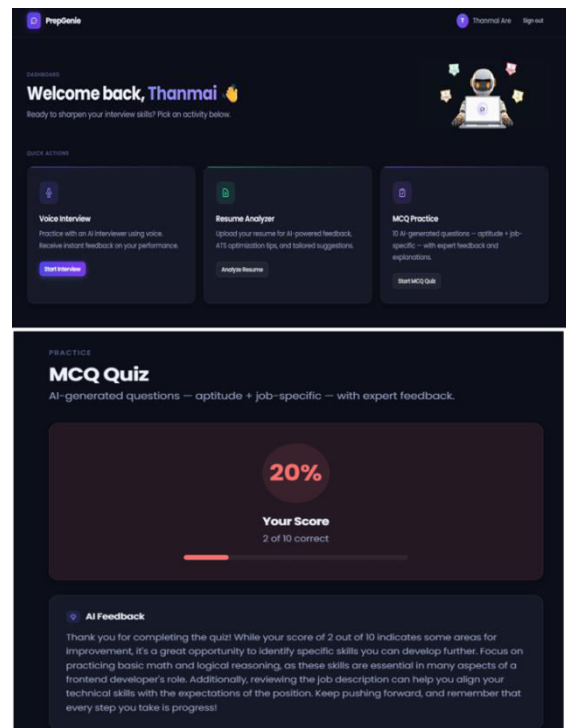 PrepGenie
T Thanmai Are Sign out
DASHBOARD
Welcome back, Thanmai 👋
Ready to sharpen your interview skills? Pick an activity below.
QUICK ACTIONS
Voice Interview
Practice with an AI interviewer using voice.
Receive instant feedback on your performance.
Start Interview
Resume Analyzer
Upload your resume for AI-powered feedback,
ATS optimization tips, and tailored suggestions.
Analyze Resume
MCQ Practice
10 AI-generated questions — aptitude + job-
specific — with expert feedback and
explanations.
Start MCQ Quiz
PRACTICE
MCQ Quiz
AI-generated questions — aptitude + job-specific — with expert feedback.
20%
Your Score
2 of 10 correct
AI Feedback
Thank you for completing the quiz! While your score of 2 out of 10 indicates some areas for
improvement, it's a great opportunity to identify specific skills you can develop further. Focus on
practicing basic math and logical reasoning, as these skills are essential in many aspects of a
frontend developer's role. Additionally, reviewing the job description can help you align your
technical skills with the expectations of the position. Keep pushing forward, and remember that
every step you take is progress!